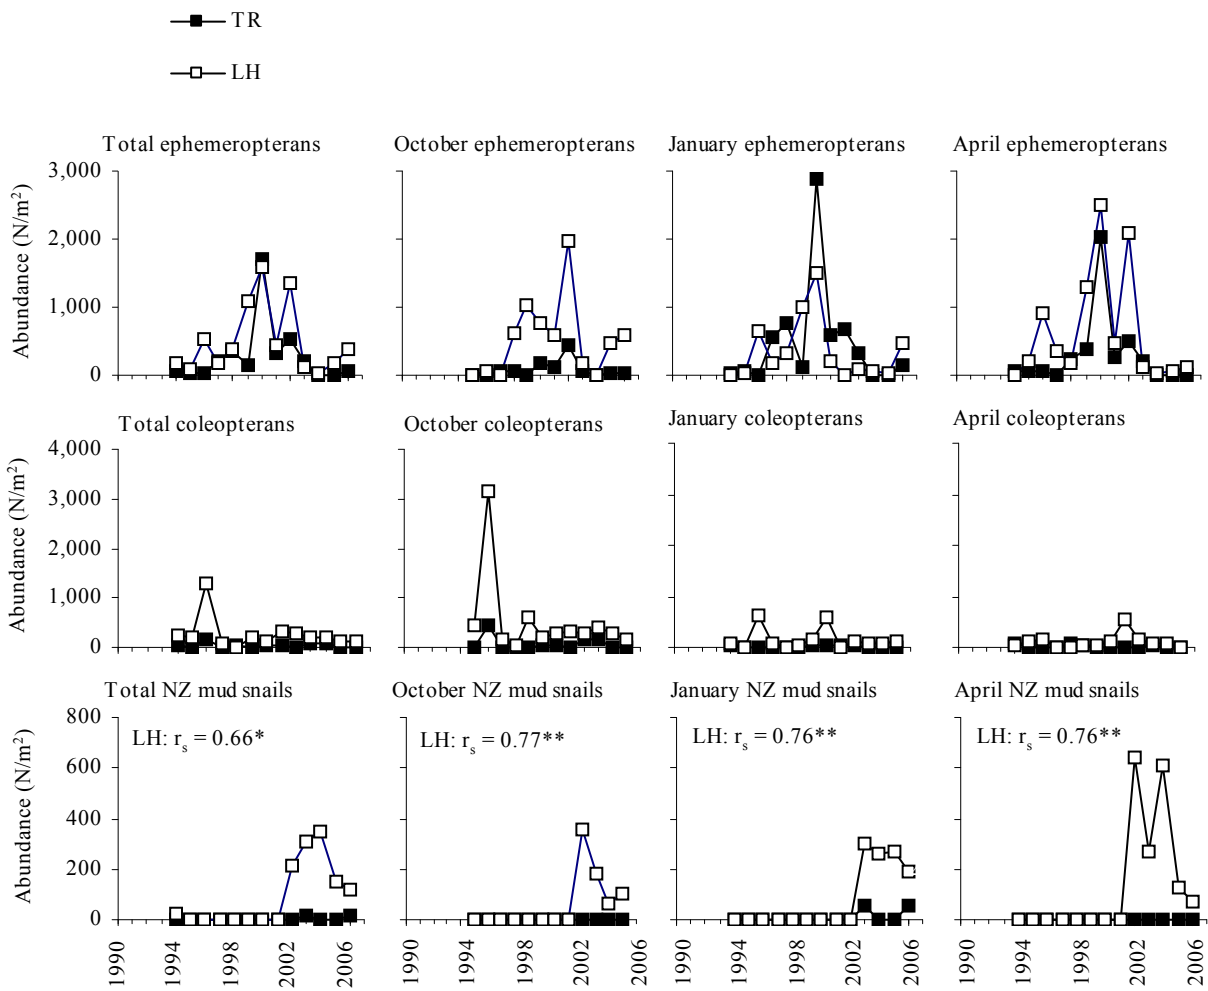 TR
LH
Total ephemeropterans October ephemeropterans January ephemeropterans April ephemeropterans
Abundance (N/m²)
3,000
2,000
1,000
0
Total coleopterans October coleopterans January coleopterans April coleopterans
Abundance (N/m²)
4,000
3,000
2,000
1,000
0
Total NZ mud snails October NZ mud snails January NZ mud snails April NZ mud snails
Abundance (N/m²)
800
600
400
200
0
LH: rs = 0.66* LH: rs = 0.77** LH: rs = 0.76** LH: rs = 0.76**
1990 1994 1998 2002 2006 1990 1994 1998 2002 2006 1990 1994 1998 2002 2006 1990 1994 1998 2002 2006